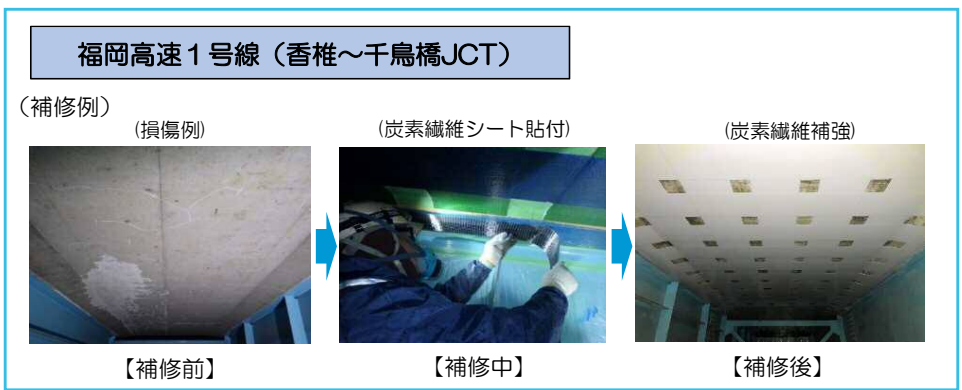 福岡高速１号線（香椎～千鳥橋JCT）
（補修例）
(損傷例)
(炭素繊維シート貼付)
(炭素繊維補強)
【補修前】
【補修中】
【補修後】